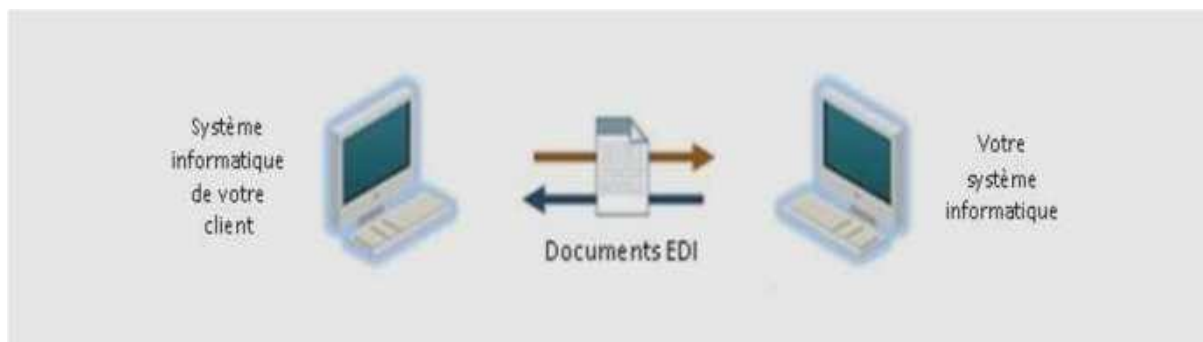 Système
informatique
de votre
client
Documents EDI
Votre
système
informatique